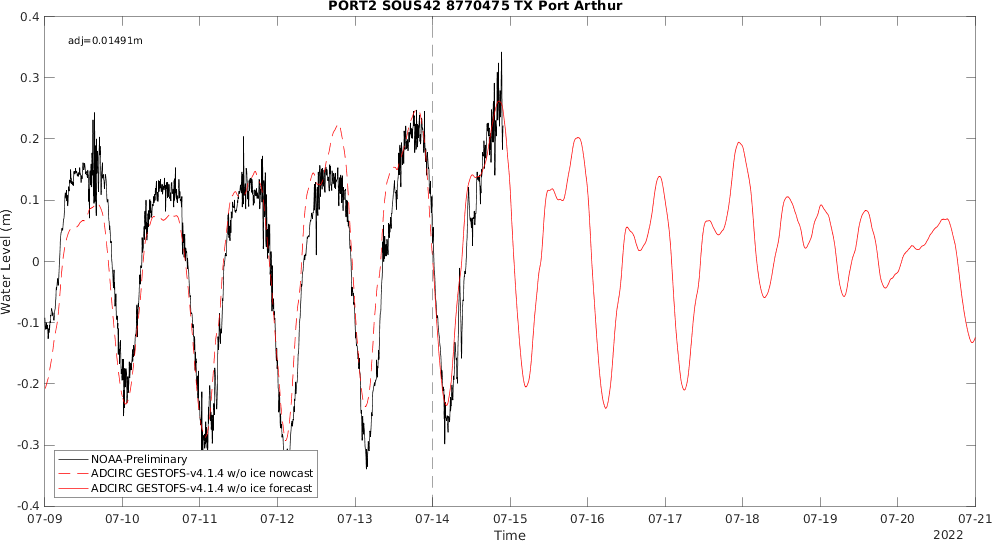 PORT2 SOUS42 8770475 TX Port Arthur
adj=0.01491m
0.4
0.3
0.2
0.1
0
-0.1
-0.2
-0.3
-0.4
Water Level (m)
NOAA-Preliminary
ADCIRC GESTOFS-v4.1.4 w/o ice nowcast
ADCIRC GESTOFS-v4.1.4 w/o ice forecast
07-09 07-10 07-11 07-12 07-13 07-14 07-15 07-16 07-17 07-18 07-19 07-20 07-21
Time
2022